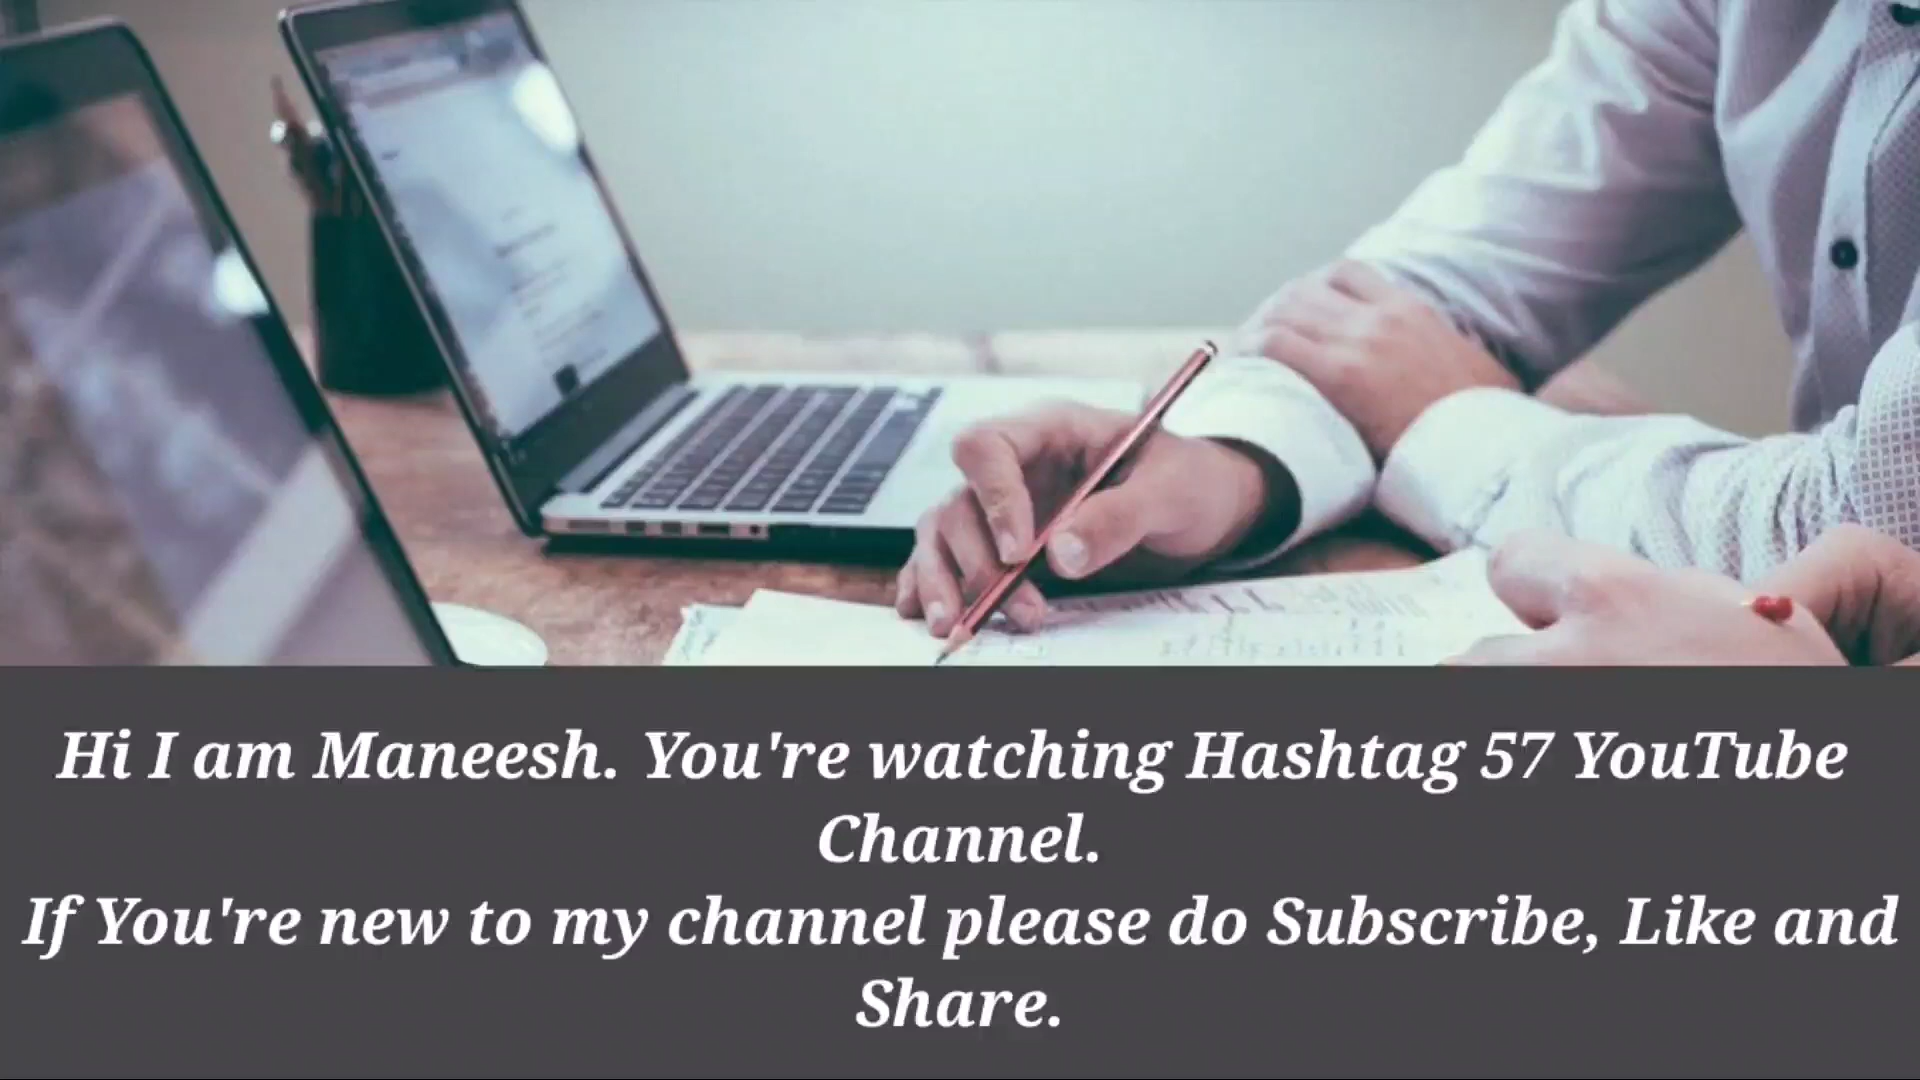 Hi I am Maneesh. You're watching Hashtag 57 YouTube
Channel.
If You're new to my channel please do Subscribe, Like and
Share.